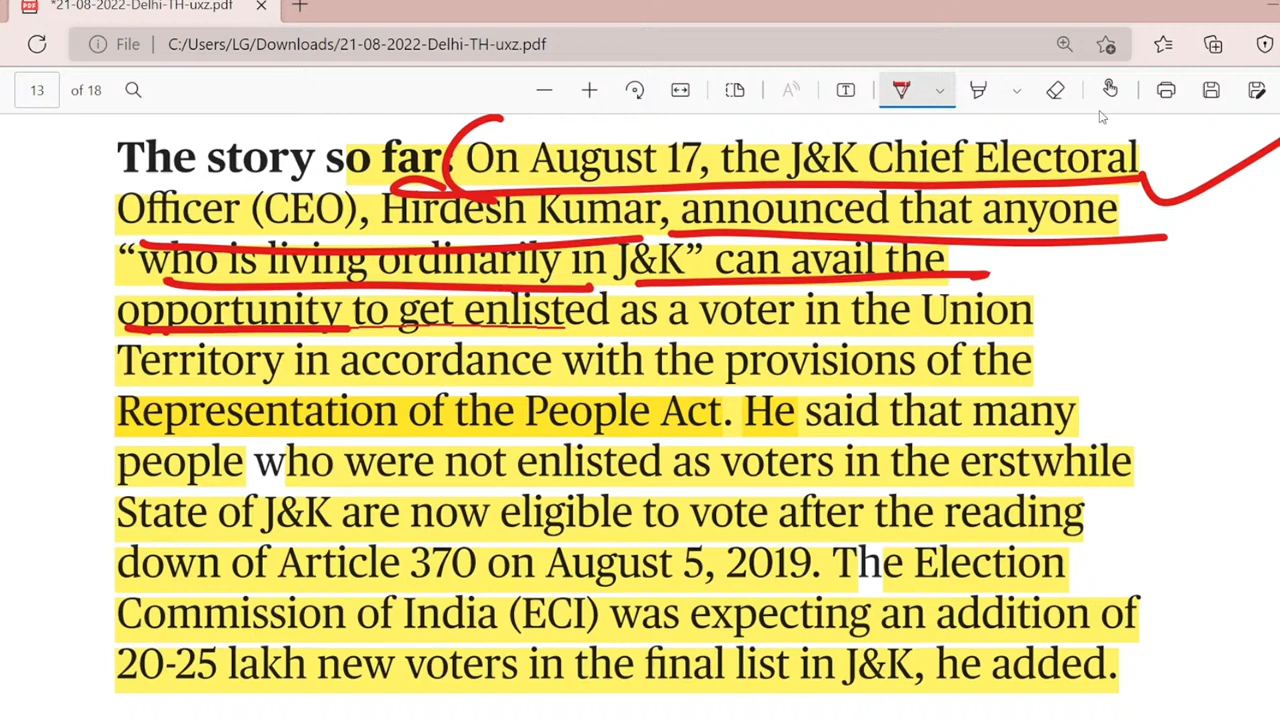 *21-08-2022-Delhi-TH-uxz.pdf
File C:/Users/LG/Downloads/21-08-2022-Delhi-TH-uxz.pdf
13 of 18
The story so far: On August 17, the J&K Chief Electoral
Officer (CEO), Hirdesh Kumar, announced that anyone
“who is living ordinarily in J&K” can avail the
opportunity to get enlisted as a voter in the Union
Territory in accordance with the provisions of the
Representation of the People Act. He said that many
people who were not enlisted as voters in the erstwhile
State of J&K are now eligible to vote after the reading
down of Article 370 on August 5, 2019. The Election
Commission of India (ECI) was expecting an addition of
20-25 lakh new voters in the final list in J&K, he added.